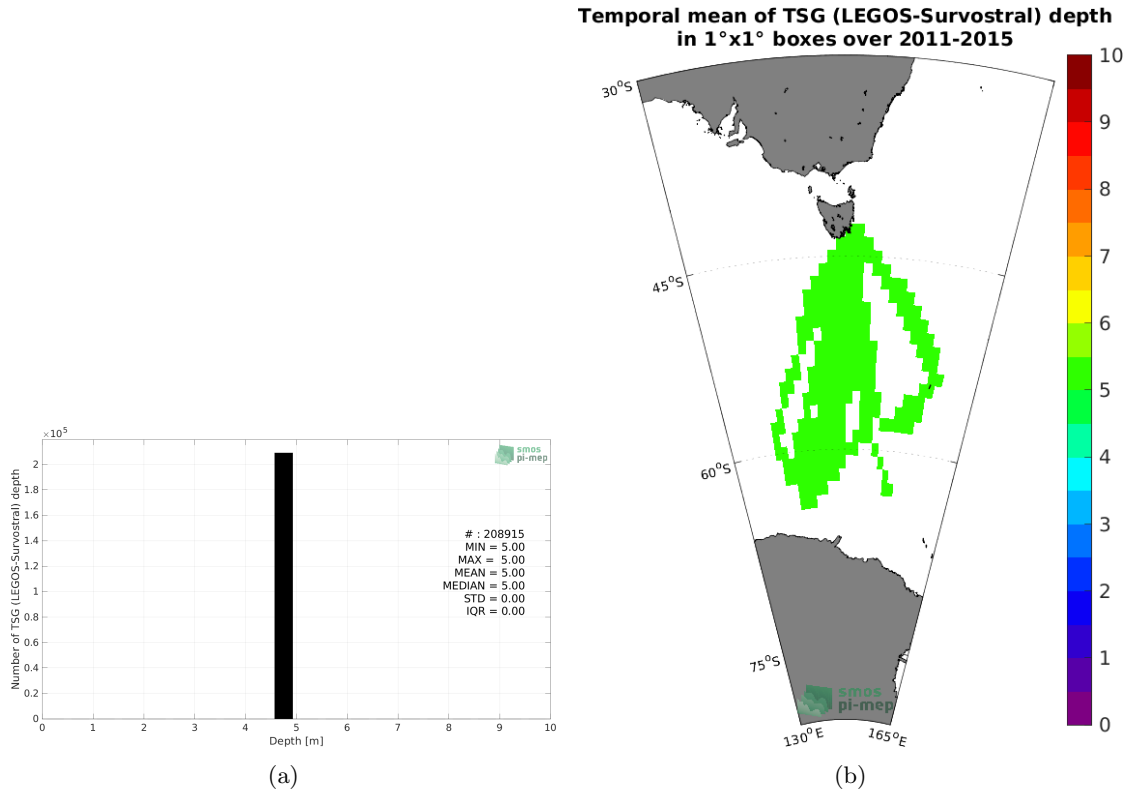 Temporal mean of TSG (LEGOS-Survostral) depth
in 1°x1° boxes over 2011-2015
×10⁵
2
1.8
1.6
1.4
1.2
1
0.8
0.6
0.4
0.2
0
Number of TSG (LEGOS-Survostral) depth
smos
pi-mep
# : 208915
MIN = 5.00
MAX = 5.00
MEAN = 5.00
MEDIAN = 5.00
STD = 0.00
IQR = 0.00
0 1 2 3 4 5 6 7 8 9 10
Depth [m]
(a)
30°S
45°S
60°S
75°S
130°E
165°E
smos
pi-mep
10
9
8
7
6
5
4
3
2
1
0
(b)